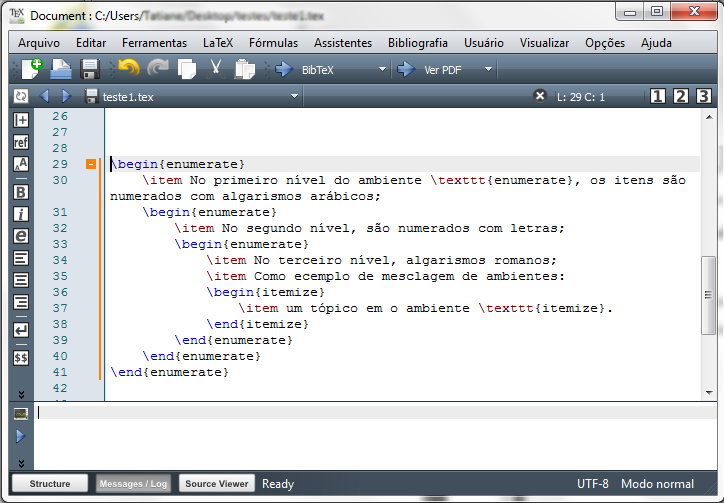 TEX
Document : C:/Users/
Arquivo Editar Ferramentas LaTeX Fórmulas Assistentes Bibliografia Usuário Visualizar Opções Ajuda
BibTeX Ver PDF
teste1.tex L: 29 C: 1 1 2 3
26
27
28
29 \begin{enumerate}
30 \item No primeiro nível do ambiente \texttt{enumerate}, os itens são
numerados com algarismos arábicos;
31 \begin{enumerate}
32 \item No segundo nível, são numerados com letras;
33 \begin{enumerate}
34 \item No terceiro nível, algarismos romanos;
35 \item Como ecemplo de mesclagem de ambientes:
36 \begin{itemize}
37 \item um tópico em o ambiente \texttt{itemize}.
38 \end{itemize}
39 \end{enumerate}
40 \end{enumerate}
41 \end{enumerate}
42
ref
AA
B
i
e
$$
Structure Messages / Log Source Viewer Ready UTF-8 Modo normal